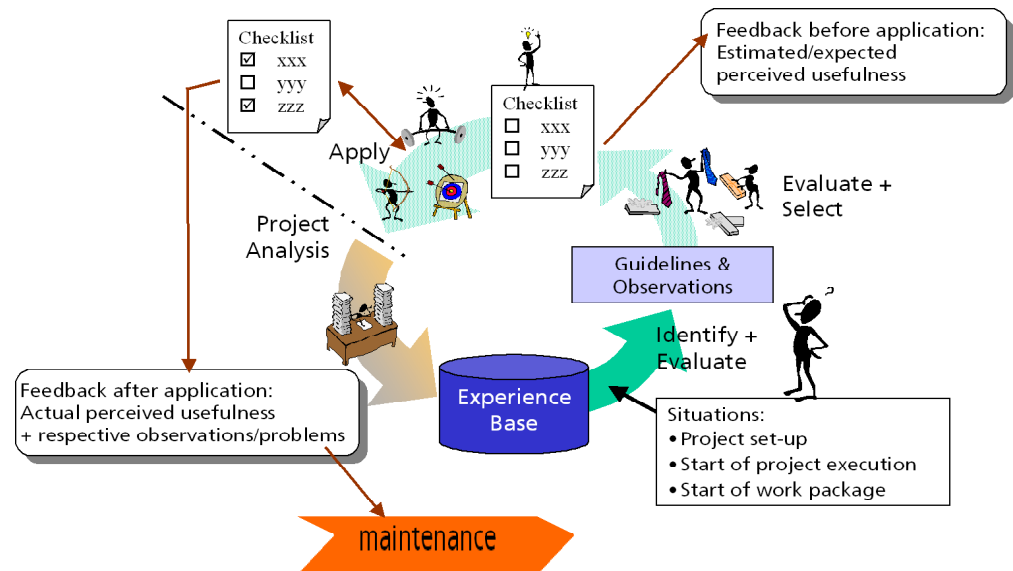 Checklist
xxx
yyy
zzz
Feedback before application:
Estimated/expected
perceived usefulness
Checklist
xxx
yyy
zzz
Apply
Evaluate +
Select
Project
Analysis
Guidelines &
Observations
Identify +
Evaluate
Experience
Base
Feedback after application:
Actual perceived usefulness
+ respective observations/problems
Situations:
• Project set-up
• Start of project execution
• Start of work package
maintenance